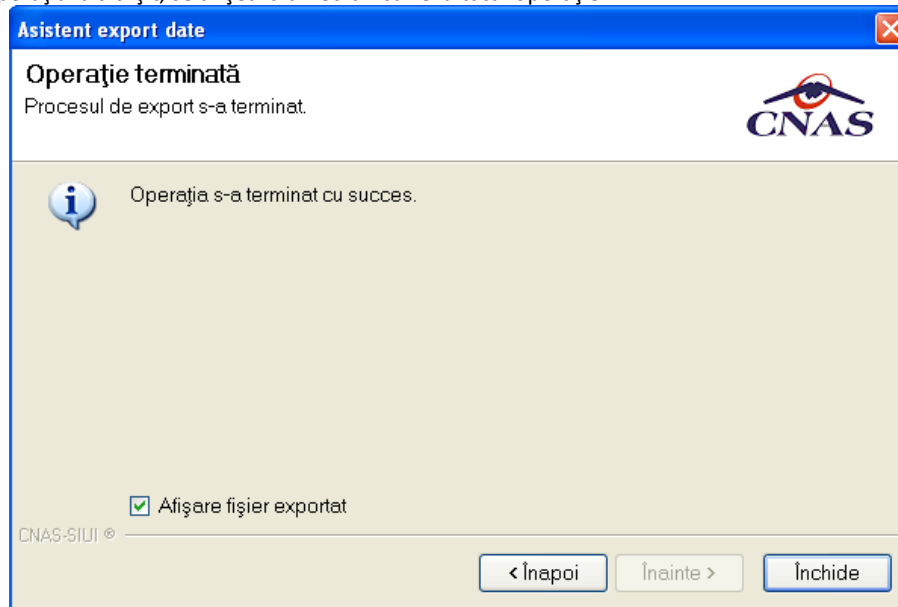 Asistent export date
Operaţie terminată
Procesul de export s-a terminat.
CNAS
Operaţia s-a terminat cu succes.
Afişare fişier exportat
CNAS-SIUI ®
< Înapoi
Înainte >
Închide